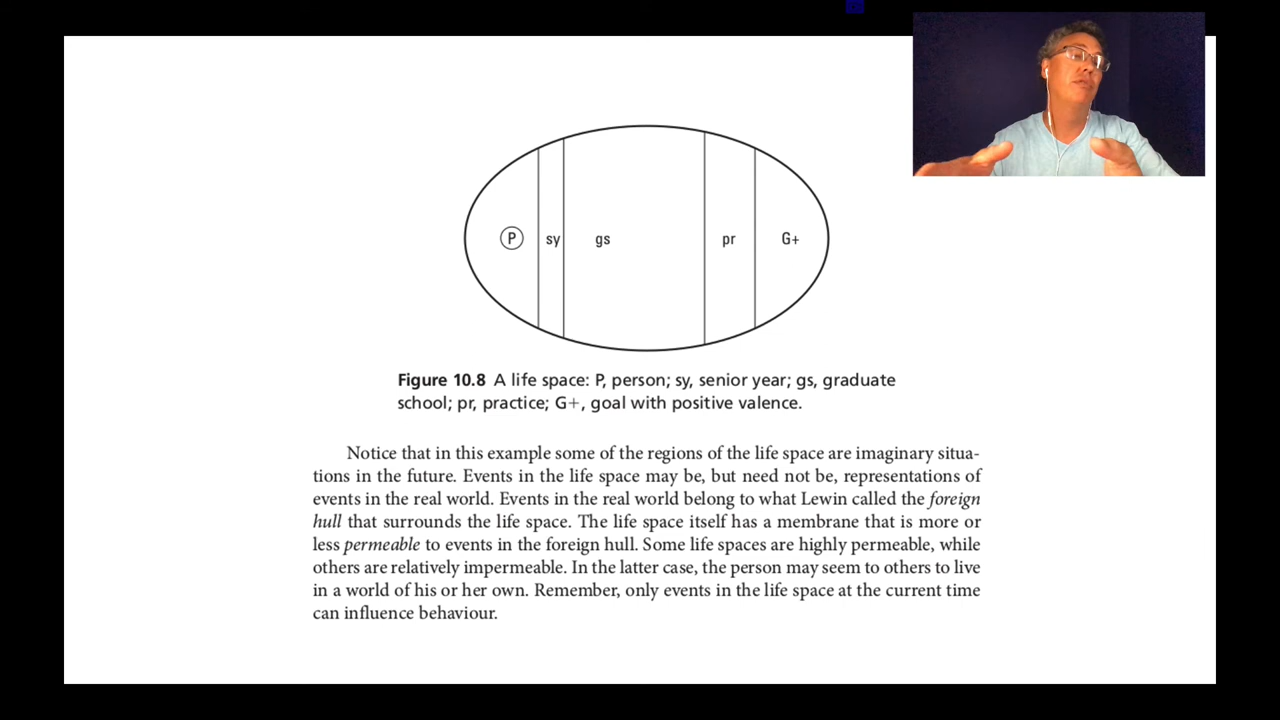 P sy gs pr G+
Figure 10.8 A life space: P, person; sy, senior year; gs, graduate
school; pr, practice; G+, goal with positive valence.
Notice that in this example some of the regions of the life space are imaginary situa-
tions in the future. Events in the life space may be, but need not be, representations of
events in the real world. Events in the real world belong to what Lewin called the foreign
hull that surrounds the life space. The life space itself has a membrane that is more or
less permeable to events in the foreign hull. Some life spaces are highly permeable, while
others are relatively impermeable. In the latter case, the person may seem to others to live
in a world of his or her own. Remember, only events in the life space at the current time
can influence behaviour.